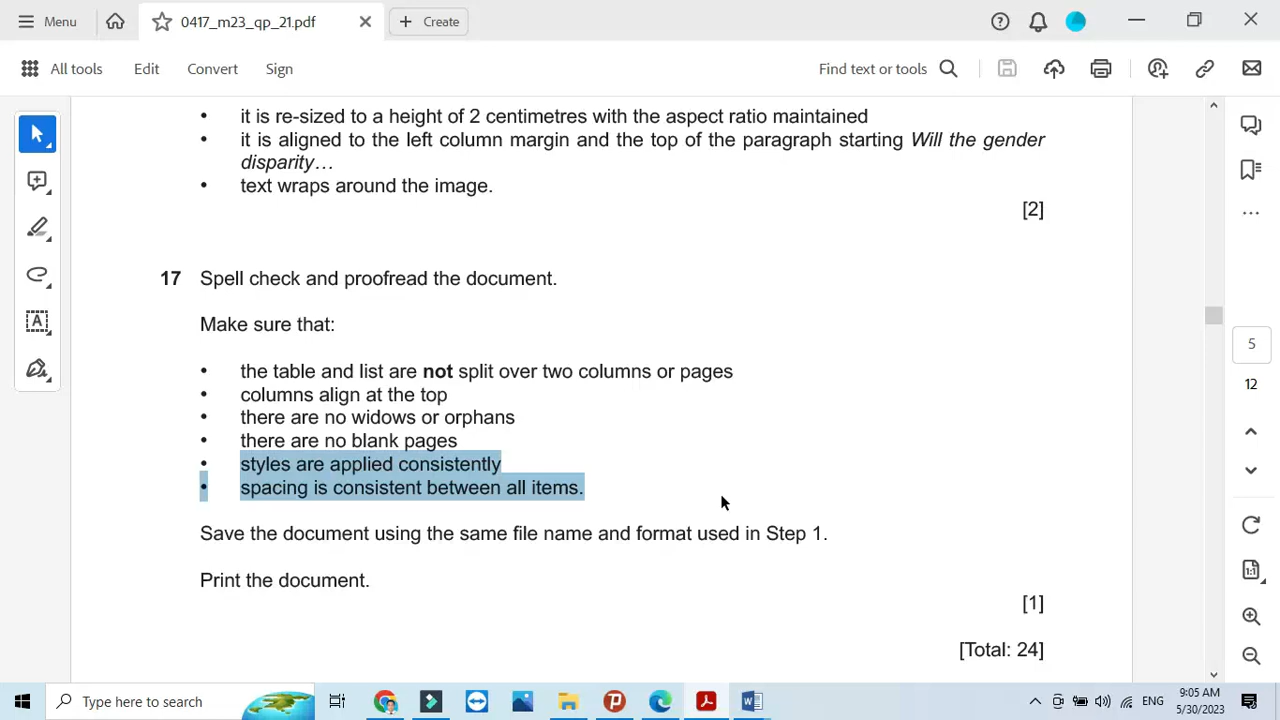 Menu
0417_m23_qp_21.pdf
Create
All tools
Edit
Convert
Sign
Find text or tools
• it is re-sized to a height of 2 centimetres with the aspect ratio maintained
• it is aligned to the left column margin and the top of the paragraph starting Will the gender
disparity…
• text wraps around the image.
[2]
17 Spell check and proofread the document.
Make sure that:
• the table and list are not split over two columns or pages
• columns align at the top
• there are no widows or orphans
• there are no blank pages
• styles are applied consistently
• spacing is consistent between all items.
Save the document using the same file name and format used in Step 1.
Print the document.
[1]
[Total: 24]
5
12
1:1
Type here to search
ENG
9:05 AM
5/30/2023